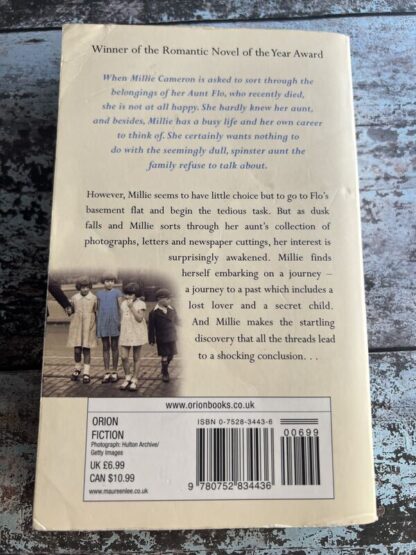 Winner of the Romantic Novel of the Year Award
When Millie Cameron is asked to sort through the
belongings of her Aunt Flo, who recently died,
she is not at all happy. She hardly knew her aunt,
and besides, Millie has a busy life and her own career
to think of. She certainly wants nothing to
do with the seemingly dull, spinster aunt the
family refuse to talk about.
However, Millie seems to have little choice but to go to Flo's
basement flat and begin the tedious task. But as dusk
falls and Millie sorts through her aunt's collection of
photographs, letters and newspaper cuttings, her interest is
surprisingly awakened. Millie finds
herself embarking on a journey –
a journey to a past which includes a
lost lover and a secret child.
And Millie makes the startling
discovery that all the threads lead
to a shocking conclusion. . .
www.orionbooks.co.uk
ORION
FICTION
Photograph: Hulton Archive/
Getty Images
UK £6.99
CAN $10.99
www.maureenlee.co.uk
ISBN 0-7528-3443-6
00699
9 780752 834436